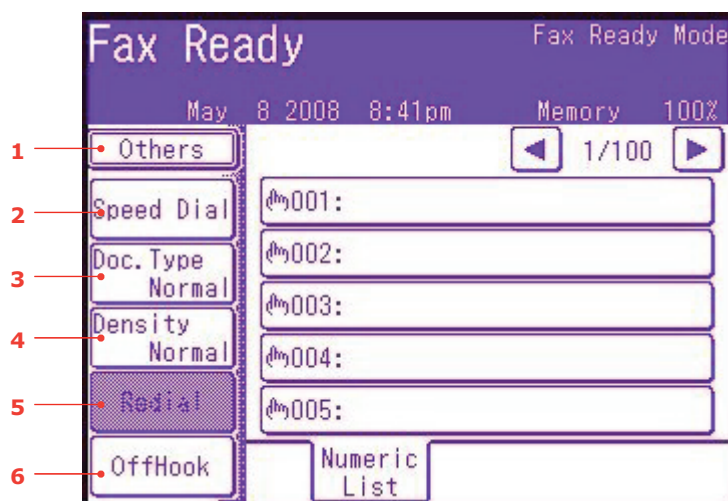 Fax Ready
Fax Ready Mode
May 8 2008 8:41pm Memory 100%
1 Others
1/100
2 Speed Dial
001:
3 Doc.Type
Normal
002:
4 Density
Normal
003:
004:
5 Redial
005:
6 OffHook
Numeric
List